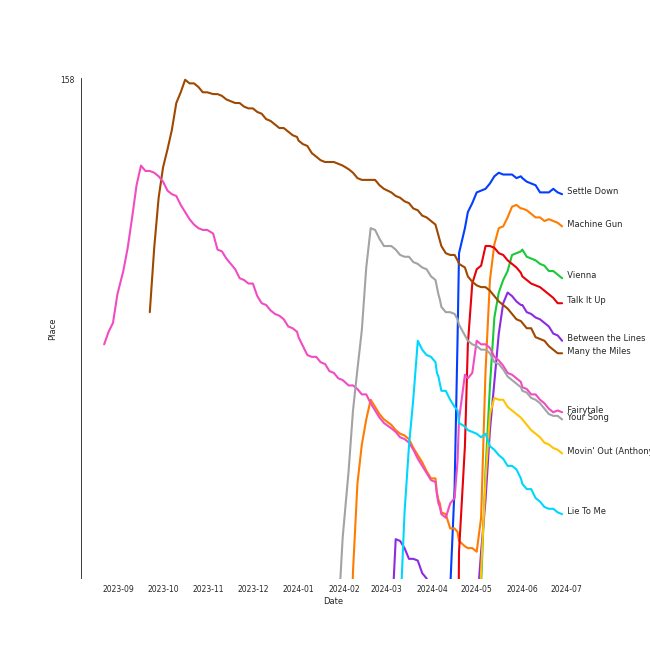 158
Place
Settle Down
Machine Gun
Vienna
Talk It Up
Between the Lines
Many the Miles
Fairytale
Your Song
Movin' Out (Anthony
Lie To Me
2023-09 2023-10 2023-11 2023-12 2024-01 2024-02 2024-03 2024-04 2024-05 2024-06 2024-07
Date